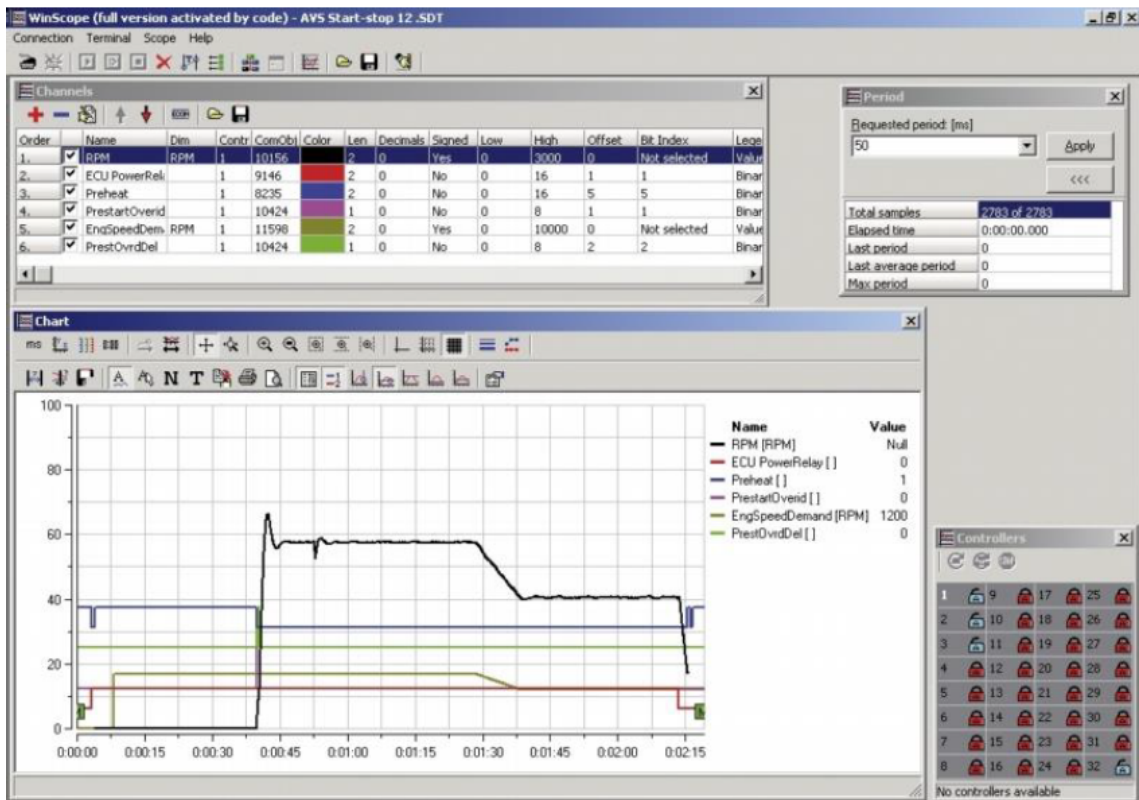 WinScope (full version activated by code) - AVS Start-stop 12 .SDT
Connection Terminal Scope Help
Channels
Order Name Dim Contr ComObj Color Len Decimals Signed Low High Offset Bit Index Lege
1. RPM RPM 1 10156 2 0 Yes 0 3000 0 Not selected Value
2. ECU PowerRel 1 9146 2 0 No 0 16 1 1 Binar
3. Preheat 1 8235 2 0 No 0 16 5 5 Binar
4. PrestartOverid 1 10424 1 0 No 0 8 1 1 Binar
5. EngSpeedDem RPM 1 11598 2 0 Yes 0 10000 0 Not selected Value
6. PrestOvrdDel 1 10424 1 0 No 0 8 2 2 Binar
Period
Requested period: [ms]
50
Apply
<<<
Total samples 2783 of 2783
Elapsed time 0:00:00.000
Last period 0
Last average period 0
Max period 0
Chart
ms
N T
100
80
60
40
20
0
0:00:00 0:00:15 0:00:30 0:00:45 0:01:00 0:01:15 0:01:30 0:01:45 0:02:00 0:02:15
Name Value
RPM [RPM] Null
ECU PowerRelay [ ] 0
Preheat [ ] 1
PrestartOverid [ ] 0
EngSpeedDemand [RPM] 1200
PrestOvrdDel [ ] 0
Controllers
1 9 17 25
2 10 18 26
3 11 19 27
4 12 20 28
5 13 21 29
6 14 22 30
7 15 23 31
8 16 24 32
No controllers available